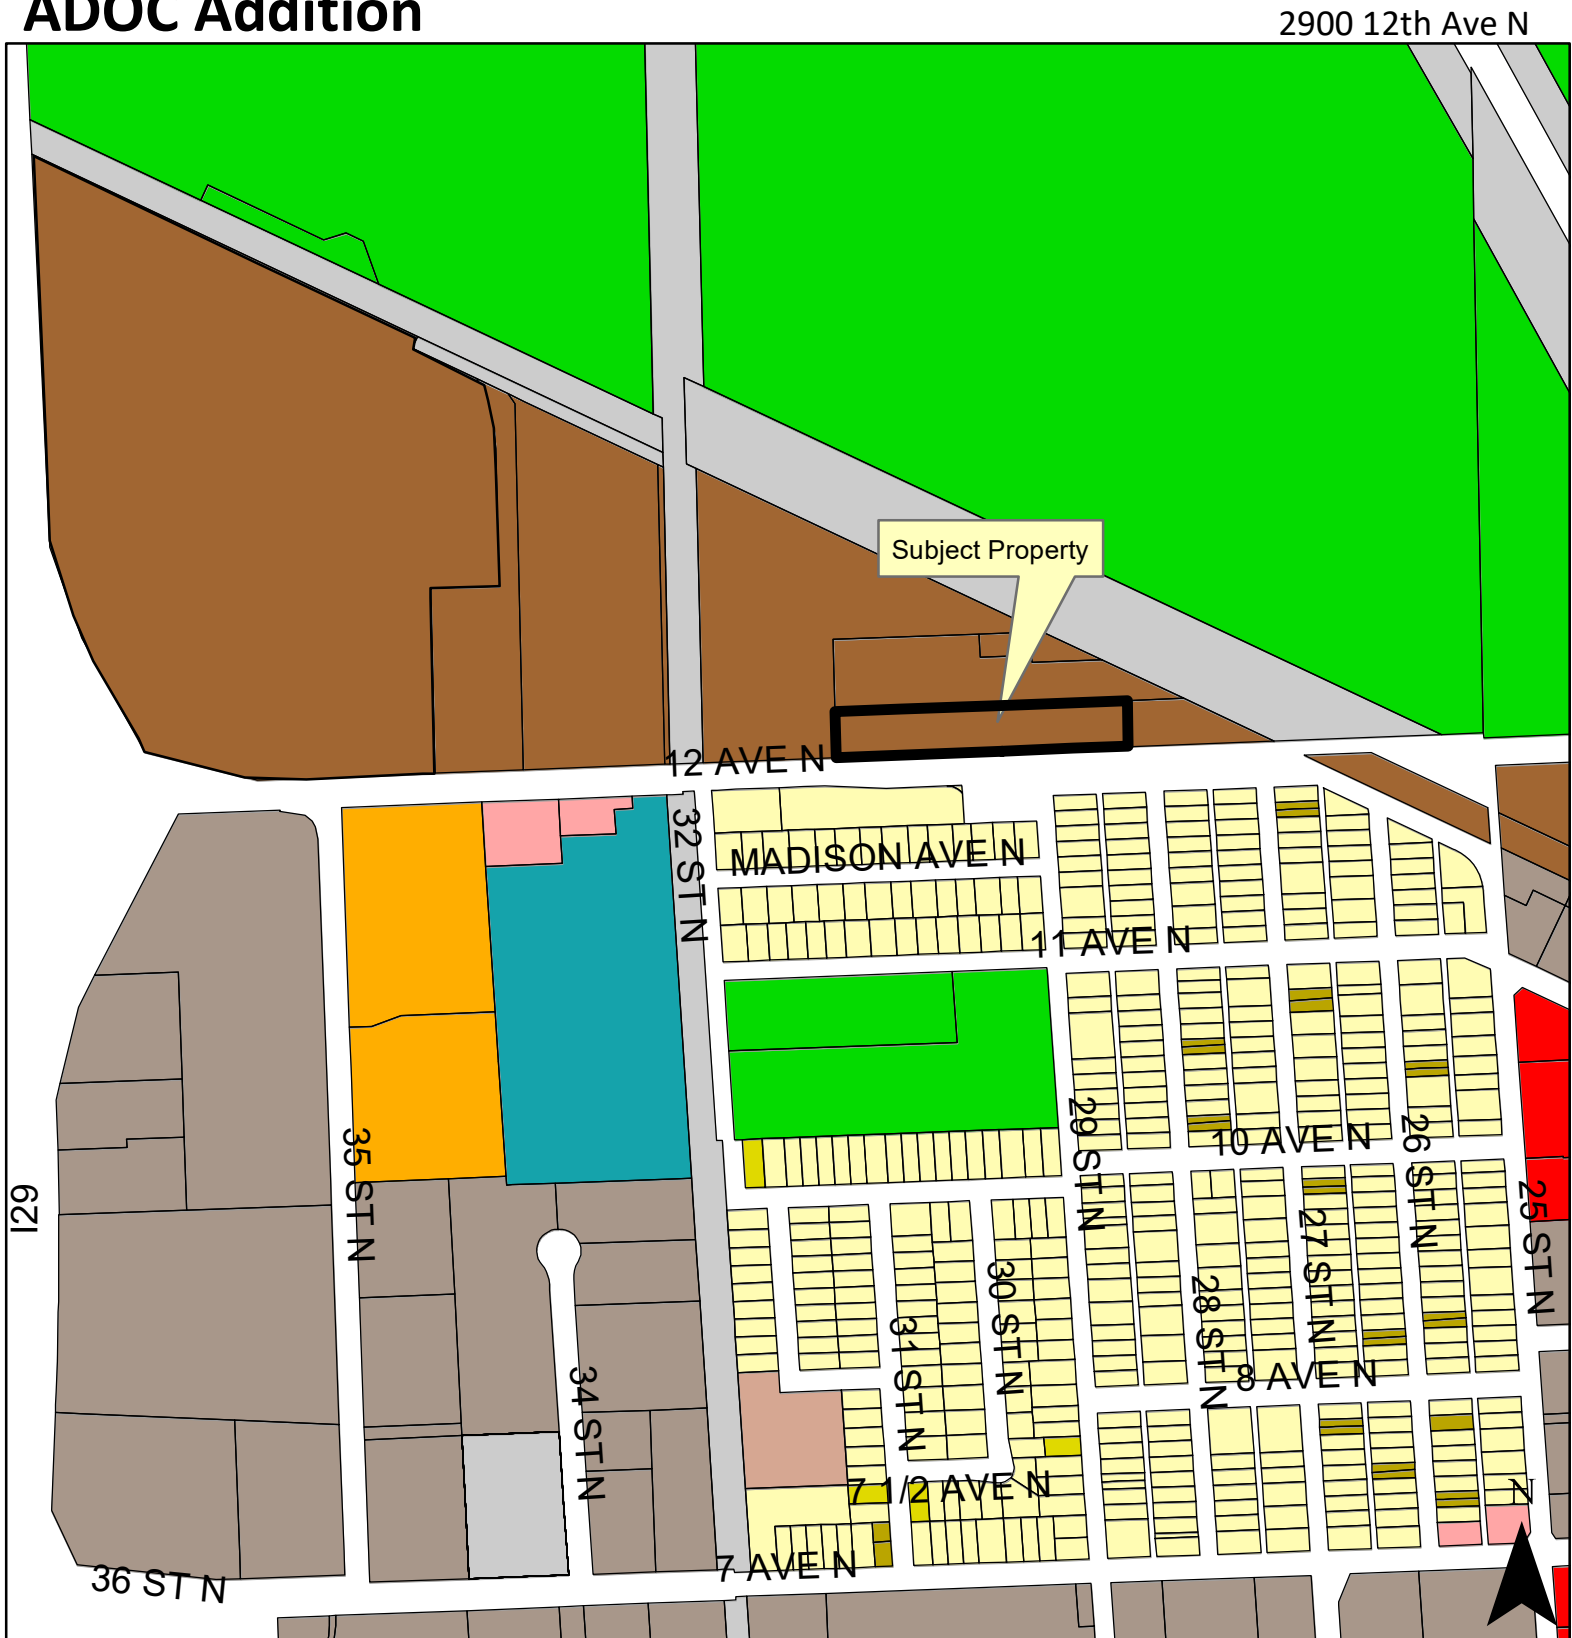 ADOC Addition
2900 12th Ave N
Subject Property
12 AVE N
32 ST N
MADISON AVE N
11 AVE N
29 ST N
10 AVE N
26 ST N
35 ST N
25 ST N
I29
27 ST N
30 ST N
28 ST N
31 ST N
8 AVE N
34 ST N
7 1/2 AVE N
N
7 AVE N
36 ST N